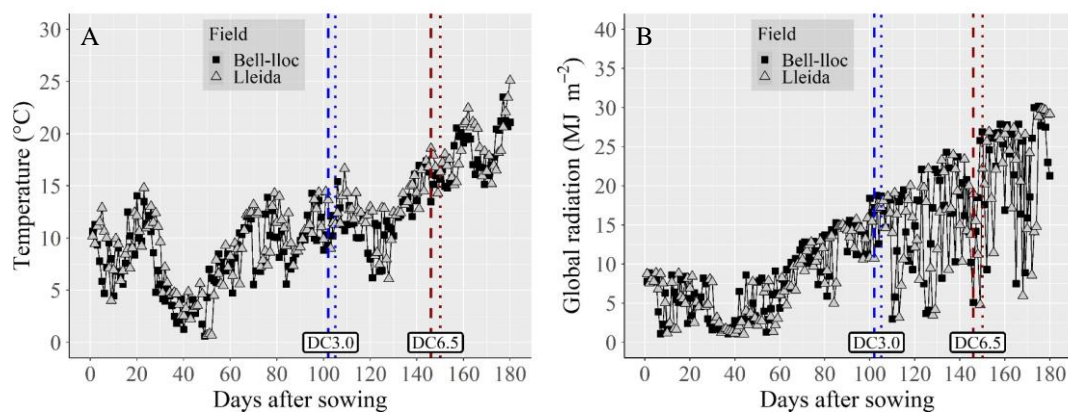 A
Field
Bell-lloc
Lleida
Temperature (°C)
30
25
20
15
10
5
0
DC3.0
DC6.5
0 20 40 60 80 100 120 140 160 180
Days after sowing
B
Field
Bell-lloc
Lleida
Global radiation (MJ m−2)
40
35
30
25
20
15
10
5
0
DC3.0
DC6.5
0 20 40 60 80 100 120 140 160 180
Days after sowing